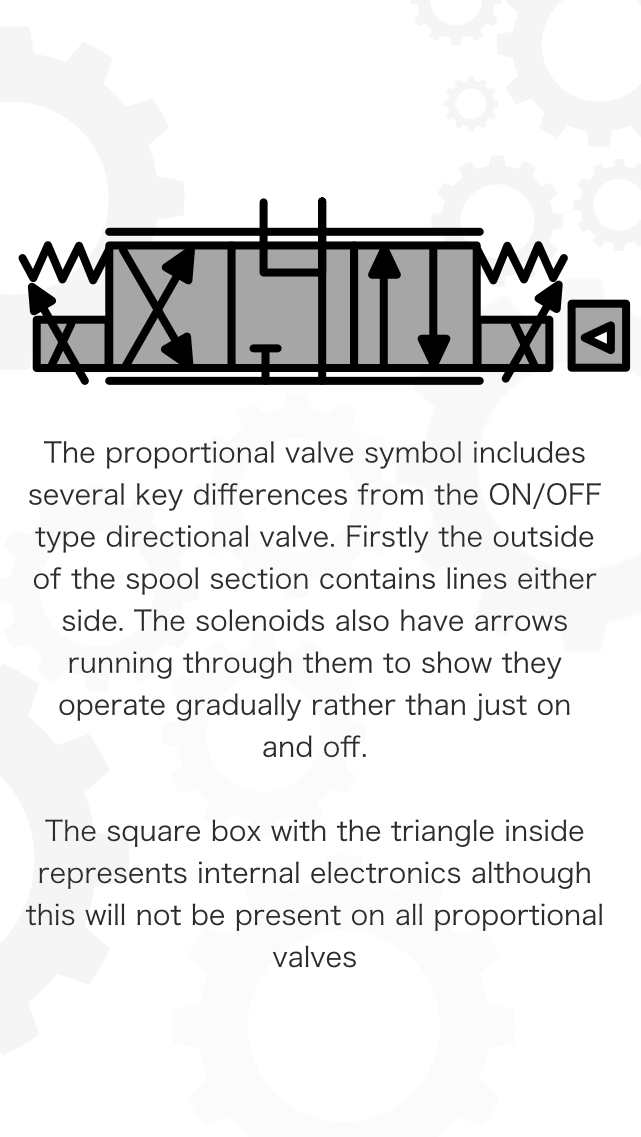 The proportional valve symbol includes
several key differences from the ON/OFF
type directional valve. Firstly the outside
of the spool section contains lines either
side. The solenoids also have arrows
running through them to show they
operate gradually rather than just on
and off.
The square box with the triangle inside
represents internal electronics although
this will not be present on all proportional
valves